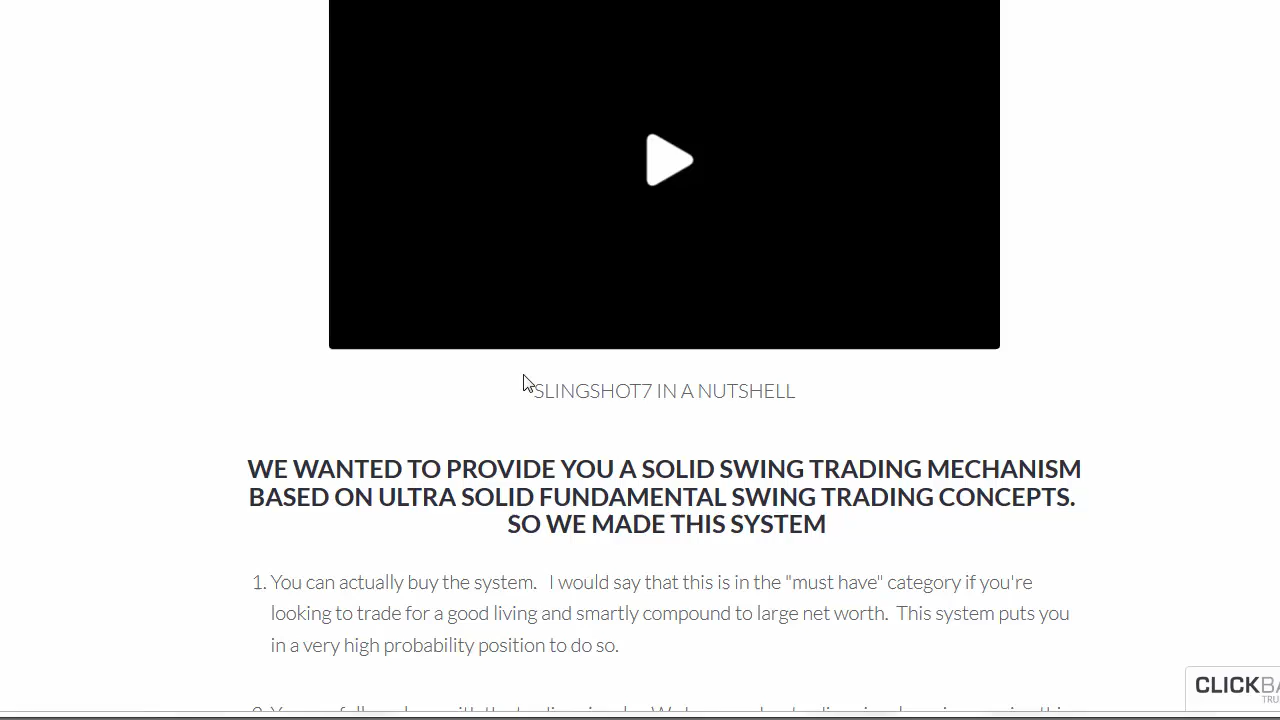 SLINGSHOT7 IN A NUTSHELL
WE WANTED TO PROVIDE YOU A SOLID SWING TRADING MECHANISM
BASED ON ULTRA SOLID FUNDAMENTAL SWING TRADING CONCEPTS.
SO WE MADE THIS SYSTEM
1. You can actually buy the system.   I would say that this is in the "must have" category if you're
looking to trade for a good living and smartly compound to large net worth.  This system puts you
in a very high probability position to do so.